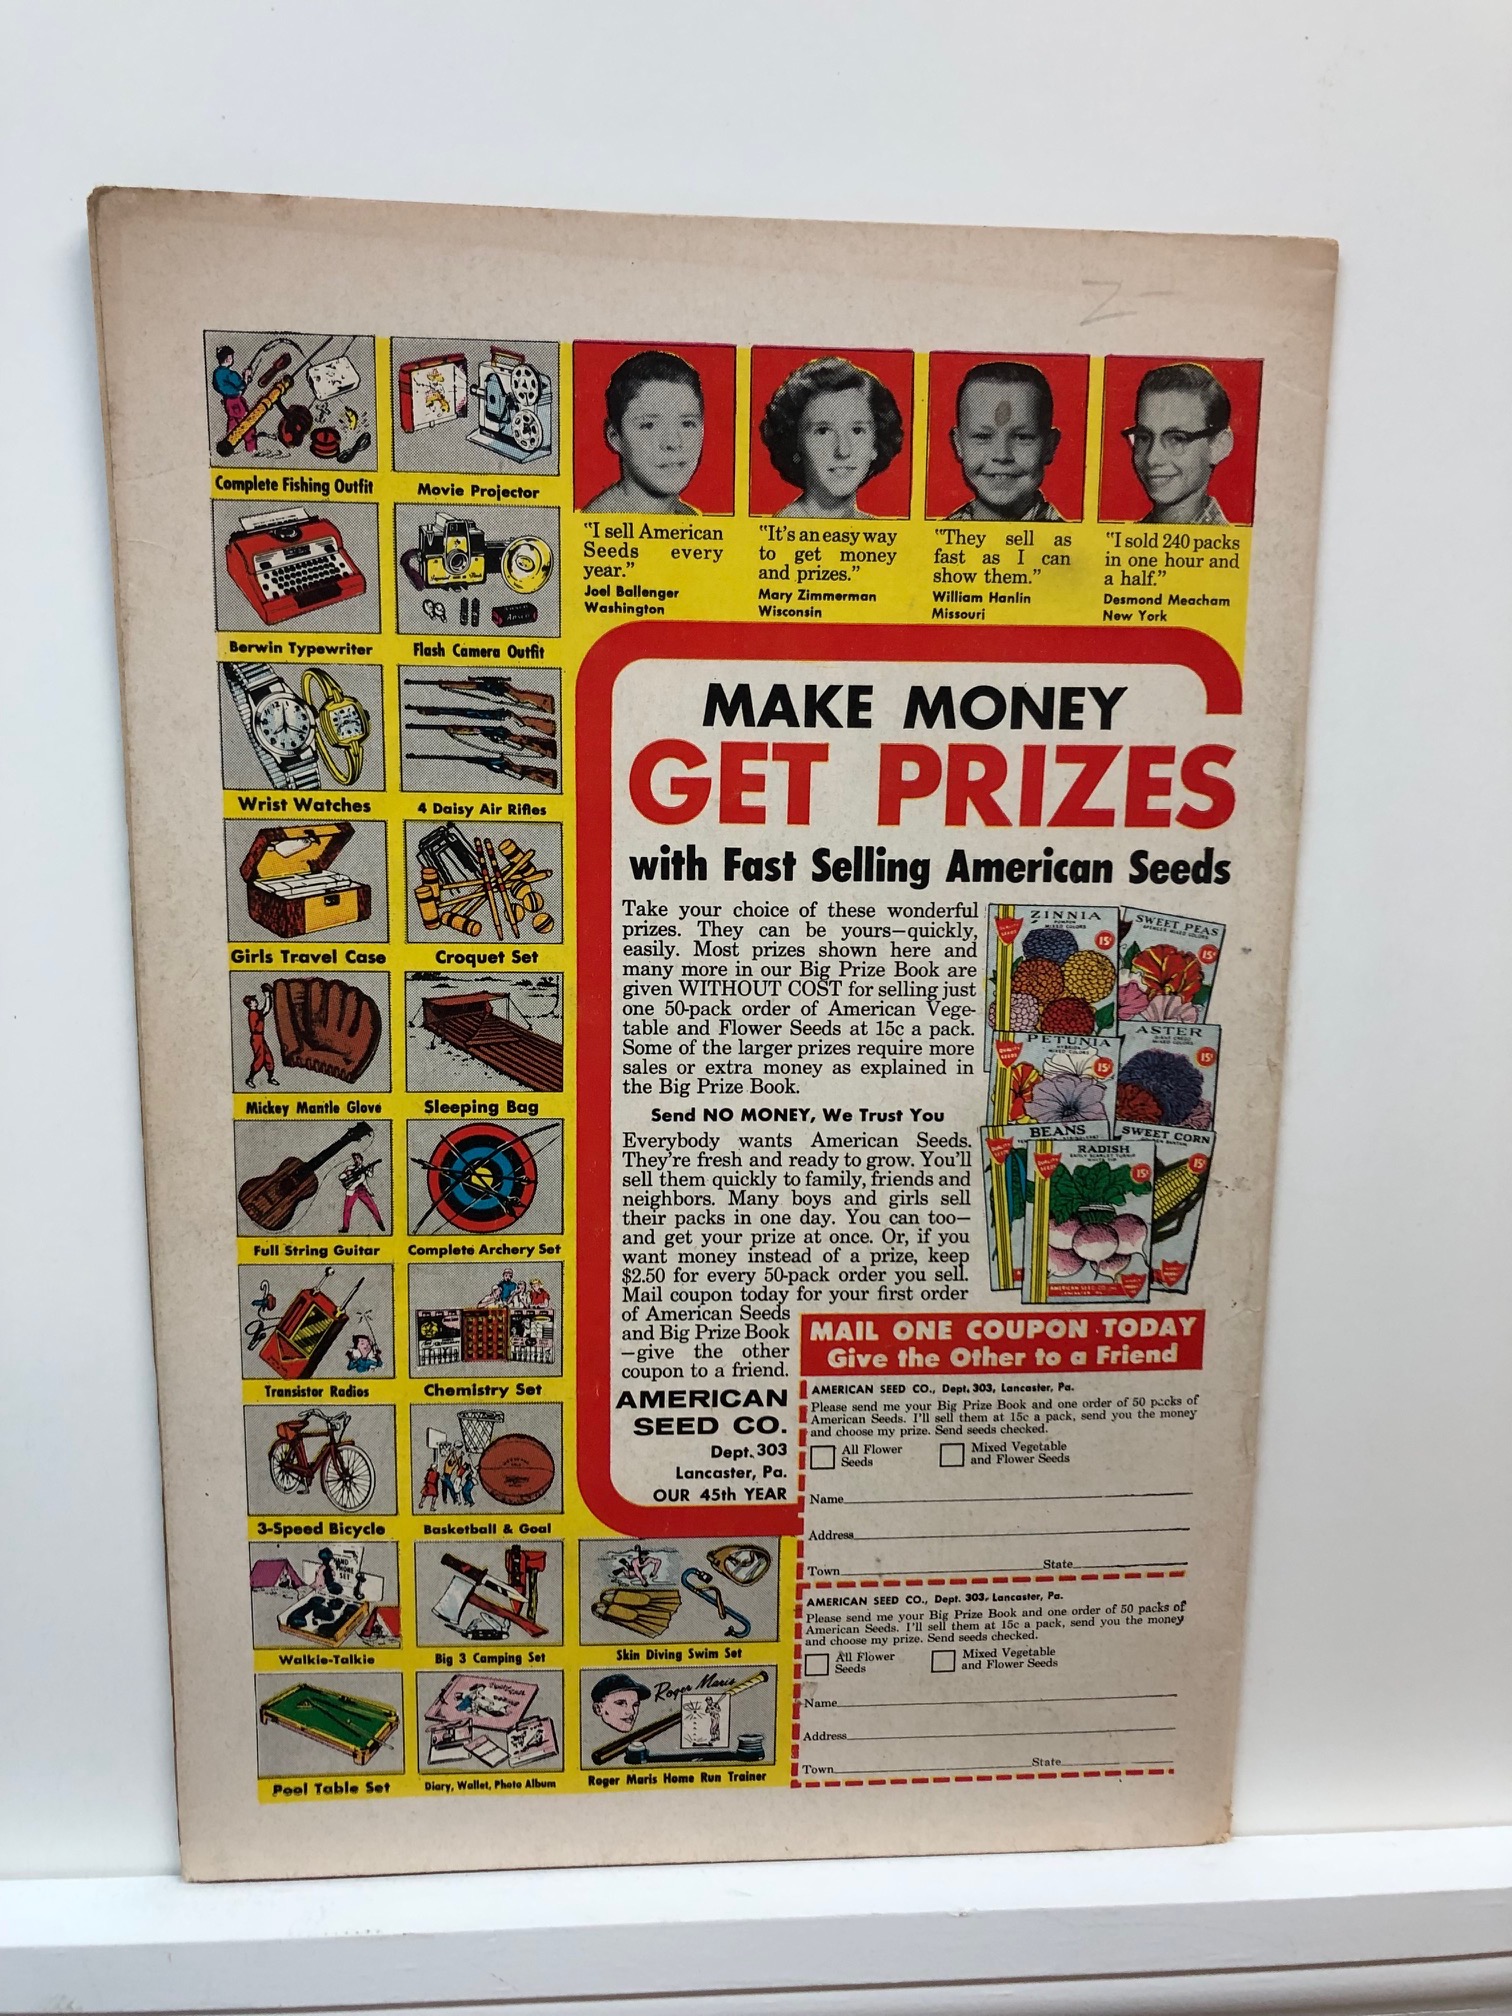 Complete Fishing Outfit
Movie Projector
Berwin Typewriter
Flash Camera Outfit
Wrist Watches
4 Daisy Air Rifles
Girls Travel Case
Croquet Set
Mickey Mantle Glove
Sleeping Bag
Full String Guitar
Complete Archery Set
Transistor Radios
Chemistry Set
3-Speed Bicycle
Basketball & Goal
Walkie-Talkie
Big 3 Camping Set
Skin Diving Swim Set
Pool Table Set
Diary, Wallet, Photo Album
Roger Maris
Roger Maris Home Run Trainer
"I sell American
Seeds every
year."
Joel Ballenger
Washington
"It's an easy way
to get money
and prizes."
Mary Zimmerman
Wisconsin
"They sell as
fast as I can
show them."
William Hanlin
Missouri
"I sold 240 packs
in one hour and
a half."
Desmond Meacham
New York
MAKE MONEY
GET PRIZES
with Fast Selling American Seeds
Take your choice of these wonderful
prizes. They can be yours—quickly,
easily. Most prizes shown here and
many more in our Big Prize Book are
given WITHOUT COST for selling just
one 50-pack order of American Vege-
table and Flower Seeds at 15c a pack.
Some of the larger prizes require more
sales or extra money as explained in
the Big Prize Book.
Send NO MONEY, We Trust You
Everybody wants American Seeds.
They're fresh and ready to grow. You'll
sell them quickly to family, friends and
neighbors. Many boys and girls sell
their packs in one day. You can too—
and get your prize at once. Or, if you
want money instead of a prize, keep
$2.50 for every 50-pack order you sell.
Mail coupon today for your first order
of American Seeds
and Big Prize Book
—give the other
coupon to a friend.
AMERICAN
SEED CO.
Dept. 303
Lancaster, Pa.
OUR 45th YEAR
ZINNIA
MIXED COLORS
15¢
SWEET PEAS
15¢
PETUNIA
MIXED COLORS
15¢
ASTER
15¢
BEANS
SWEET CORN
15¢
RADISH
15¢
MAIL ONE COUPON TODAY
Give the Other to a Friend
AMERICAN SEED CO., Dept. 303, Lancaster, Pa.
Please send me your Big Prize Book and one order of 50 packs of
American Seeds. I'll sell them at 15c a pack, send you the money
and choose my prize. Send seeds checked.
All Flower
Seeds
Mixed Vegetable
and Flower Seeds
Name
Address
Town State
AMERICAN SEED CO., Dept. 303, Lancaster, Pa.
Please send me your Big Prize Book and one order of 50 packs of
American Seeds. I'll sell them at 15c a pack, send you the money
and choose my prize. Send seeds checked.
All Flower
Seeds
Mixed Vegetable
and Flower Seeds
Name
Address
Town State